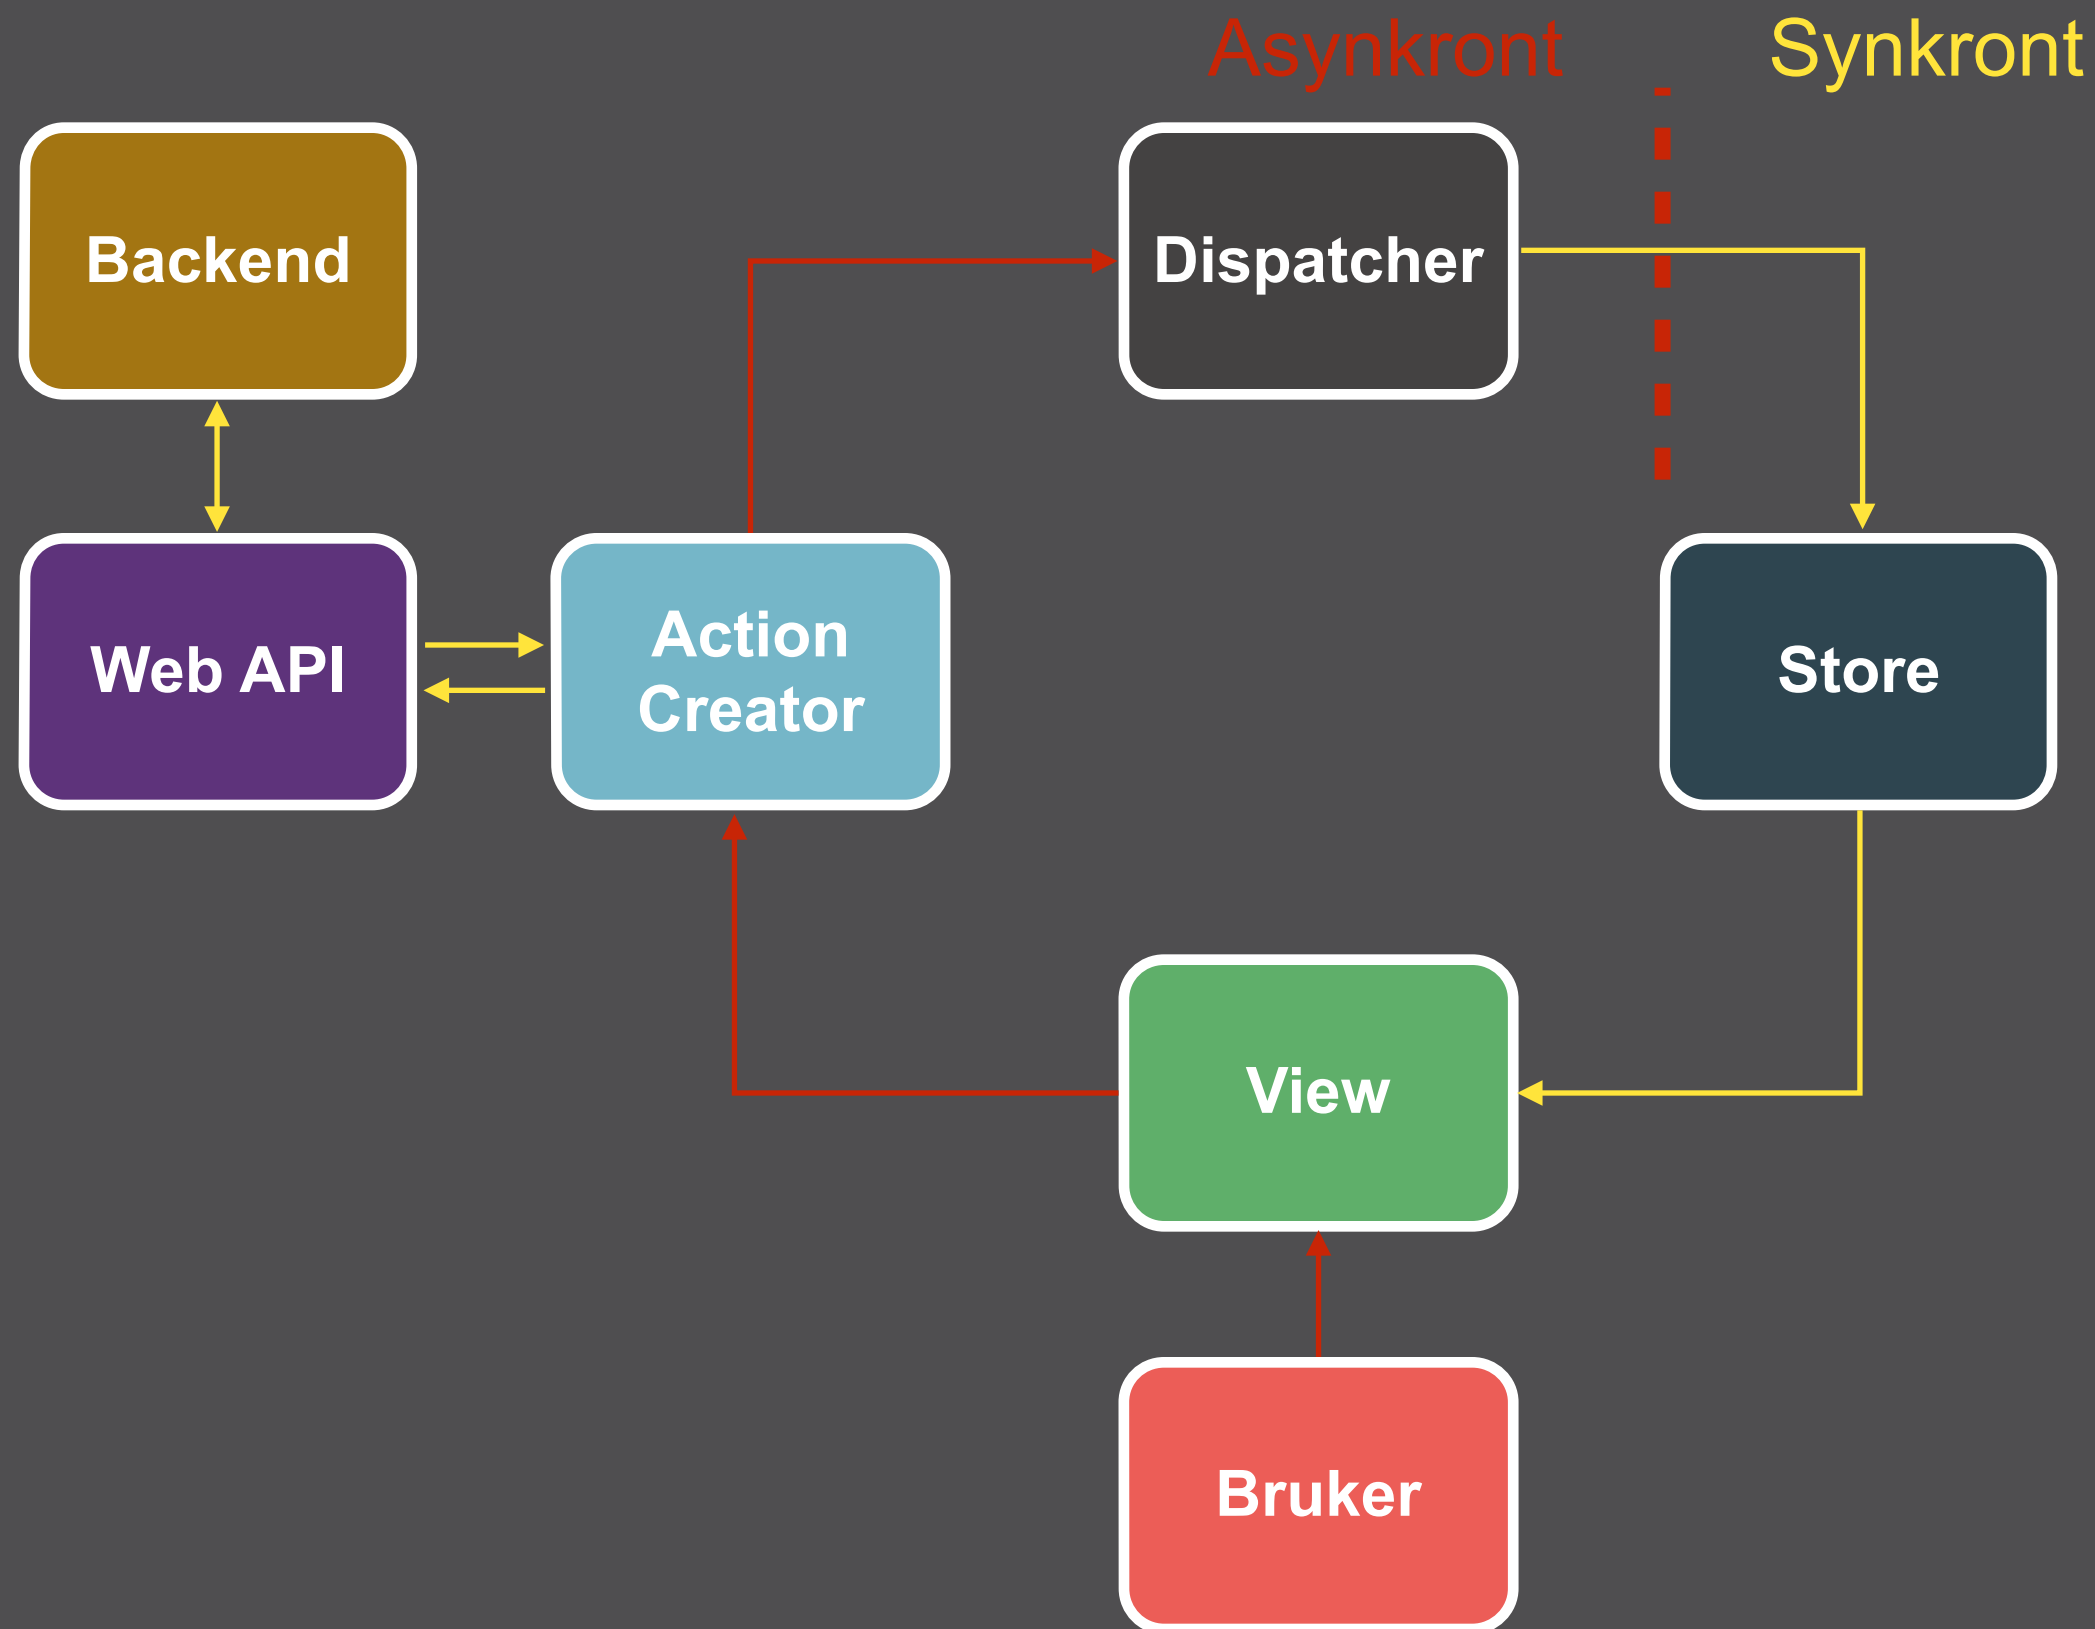 Asynkront
Synkront
Backend
Dispatcher
Web API
Action
Creator
Store
View
Bruker